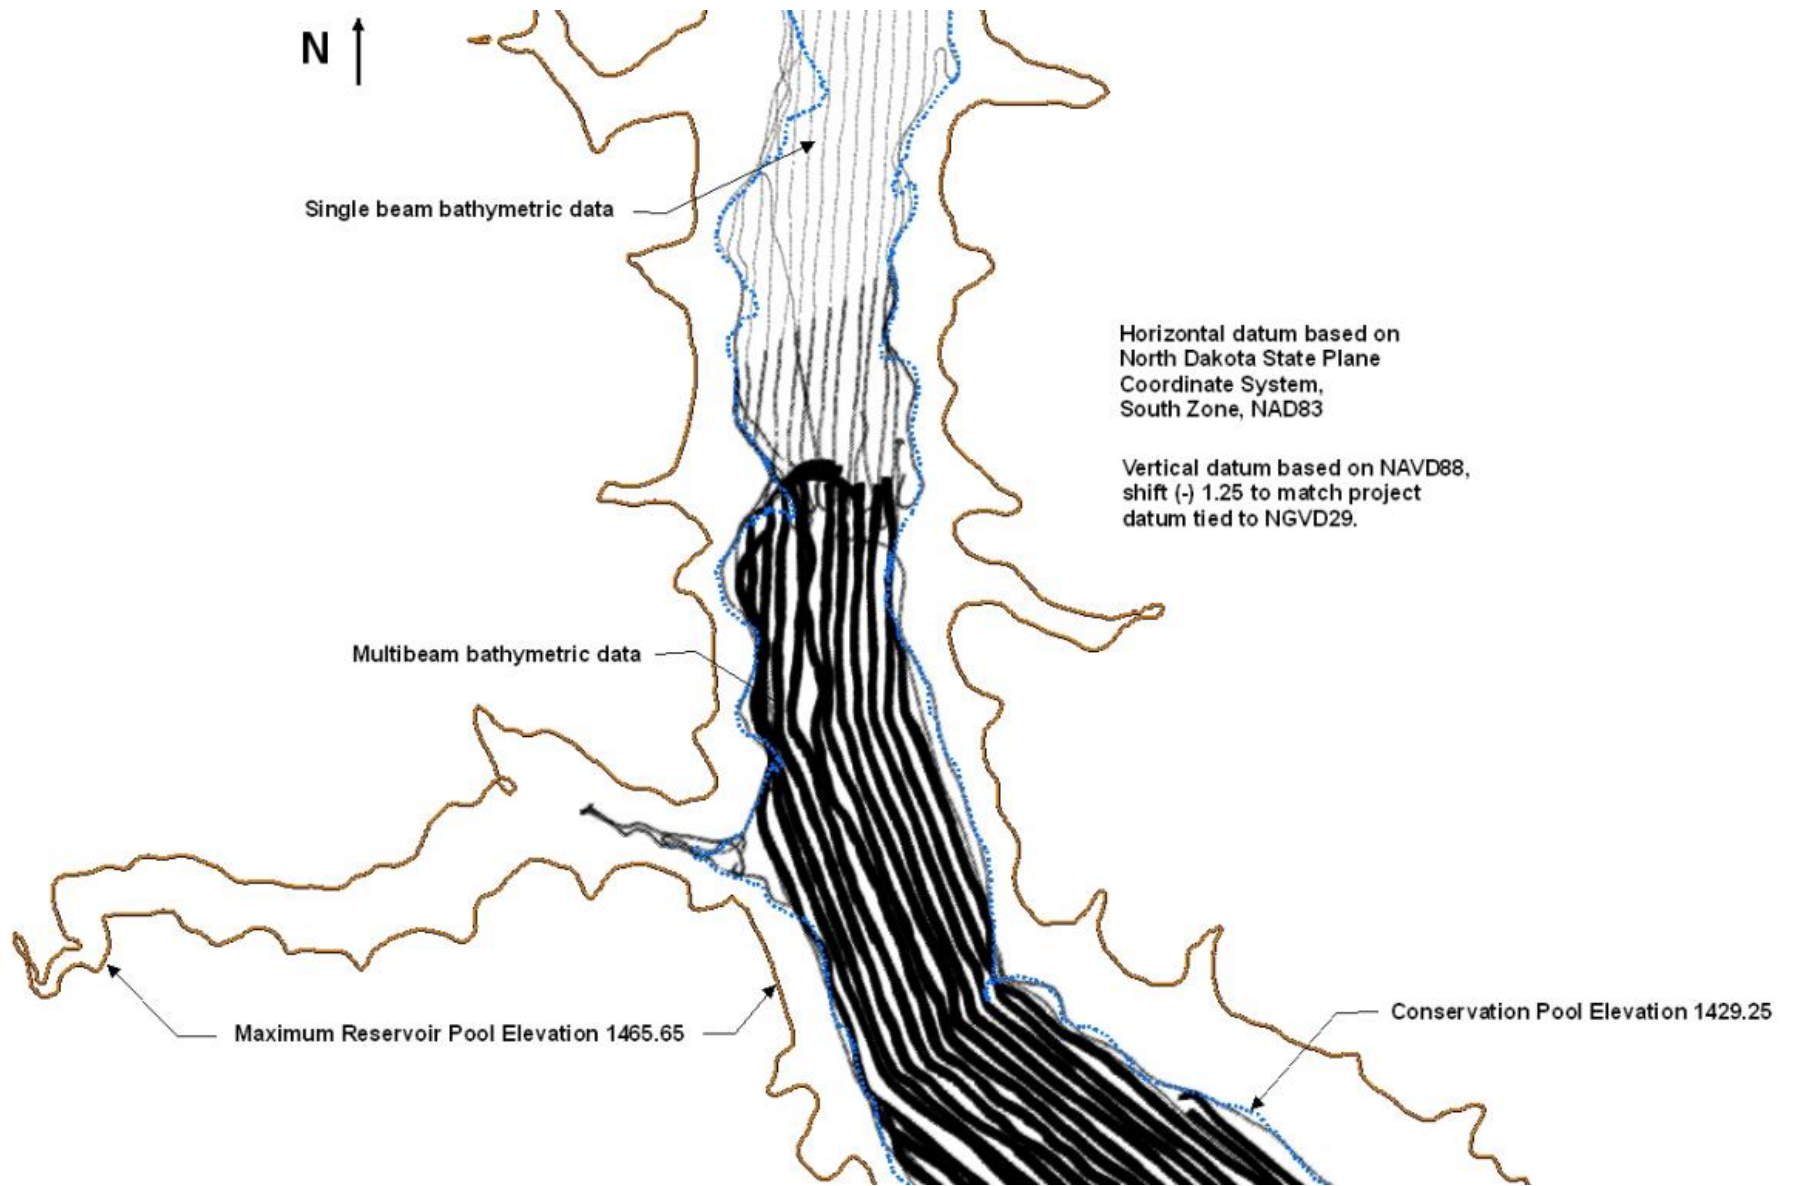 N
Single beam bathymetric data
Horizontal datum based on
North Dakota State Plane
Coordinate System,
South Zone, NAD83
Vertical datum based on NAVD88,
shift (-) 1.25 to match project
datum tied to NGVD29.
Multibeam bathymetric data
Conservation Pool Elevation 1429.25
Maximum Reservoir Pool Elevation 1465.65